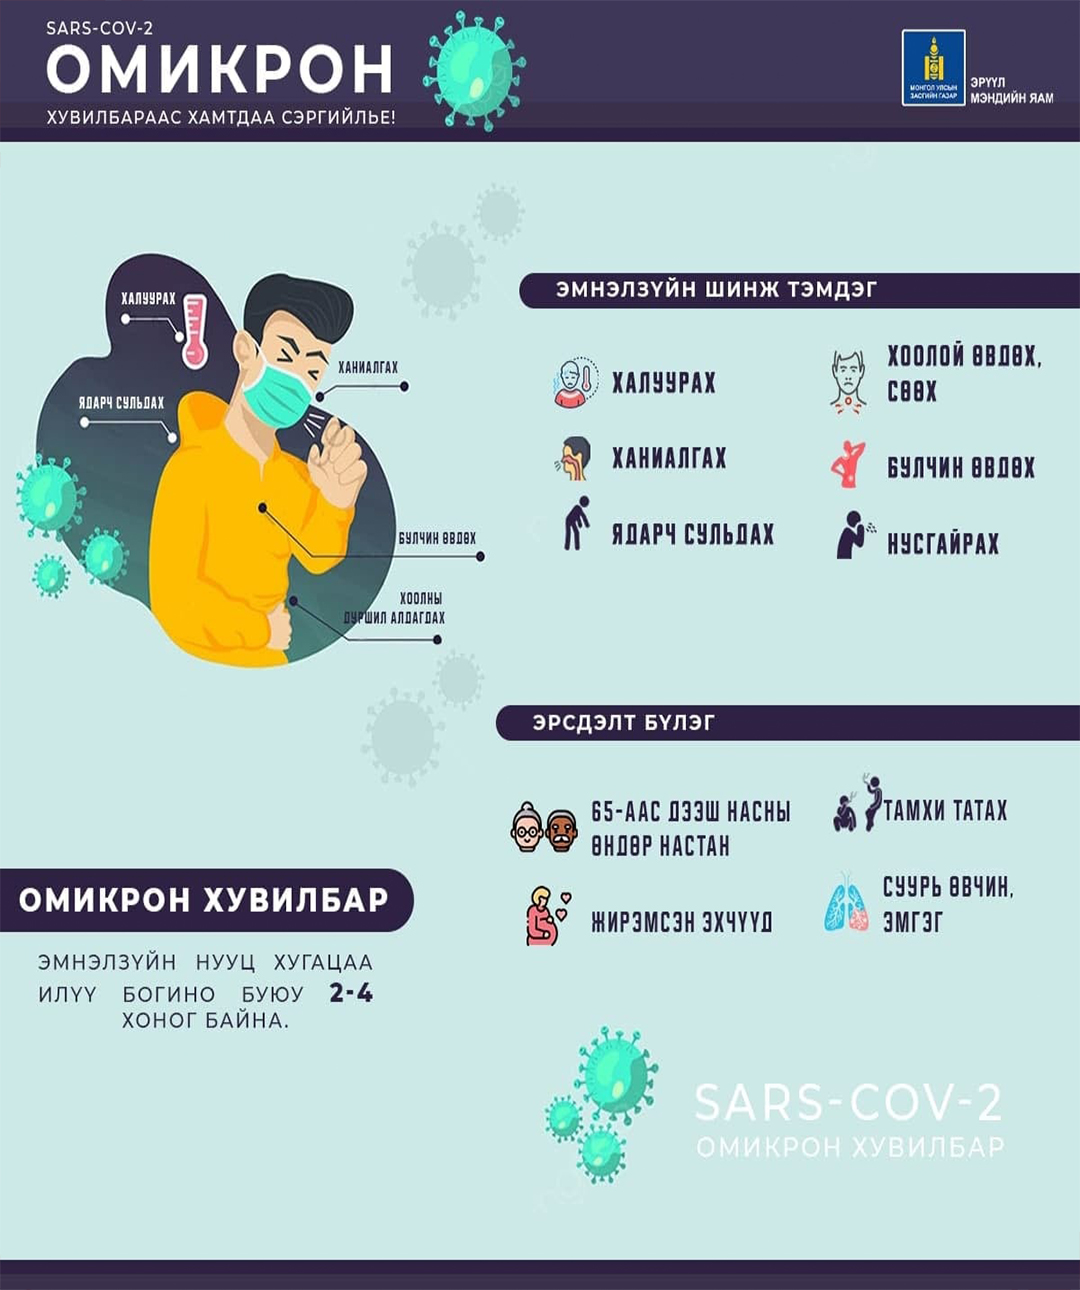 SARS-COV-2
ОМИКРОН
ХУВИЛБАРААС ХАМТДАА СЭРГИЙЛЬЕ!
МОНГОЛ УЛСЫН
ЗАСГИЙН ГАЗАР
ЭРҮҮЛ
МЭНДИЙН ЯАМ
ХАЛУУРАХ
ХАНИАЛГАХ
ЯДАРЧ СУЛЬДАХ
БУЛЧИН ӨВДӨХ
ХООЛНЫ
ДУРШИЛ АЛДАГДАХ
ЭМНЭЛЗҮЙН ШИНЖ ТЭМДЭГ
ХАЛУУРАХ
ХООЛОЙ ӨВДӨХ,
СӨӨХ
ХАНИАЛГАХ
БУЛЧИН ӨВДӨХ
ЯДАРЧ СУЛЬДАХ
НУСГАЙРАХ
ЭРСДЭЛТ БҮЛЭГ
65-ААС ДЭЭШ НАСНЫ
ӨНДӨР НАСТАН
ТАМХИ ТАТАХ
ЖИРЭМСЭН ЭХЧҮҮД
СУУРЬ ӨВЧИН,
ЭМГЭГ
ОМИКРОН ХУВИЛБАР
ЭМНЭЛЗҮЙН НУУЦ ХУГАЦАА
ИЛҮҮ БОГИНО БУЮУ 2-4
ХОНОГ БАЙНА.
SARS-COV-2
ОМИКРОН ХУВИЛБАР